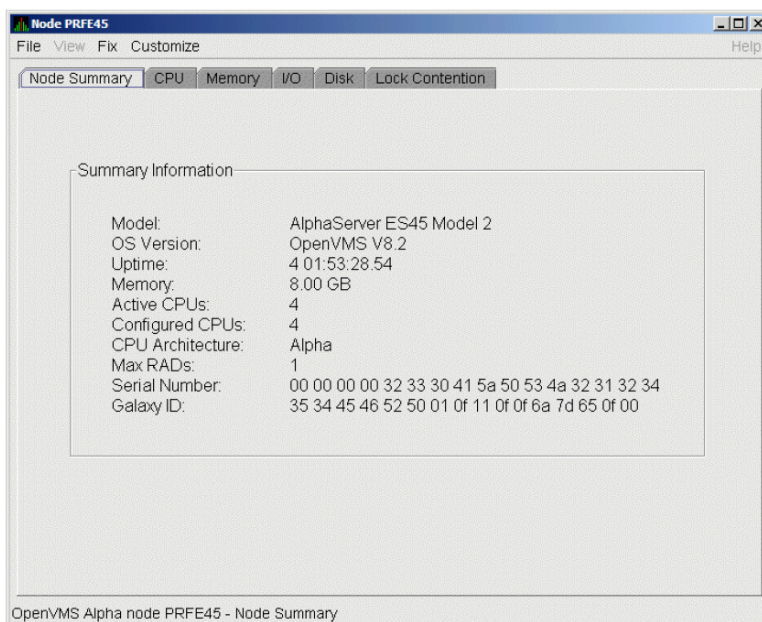 Node PRFE45
File View Fix Customize Help
Node Summary CPU Memory I/O Disk Lock Contention
Summary Information
Model: AlphaServer ES45 Model 2
OS Version: OpenVMS V8.2
Uptime: 4 01:53:28.54
Memory: 8.00 GB
Active CPUs: 4
Configured CPUs: 4
CPU Architecture: Alpha
Max RADs: 1
Serial Number: 00 00 00 00 32 33 30 41 5a 50 53 4a 32 31 32 34
Galaxy ID: 35 34 45 46 52 50 01 0f 11 0f 0f 6a 7d 65 0f 00
OpenVMS Alpha node PRFE45 - Node Summary